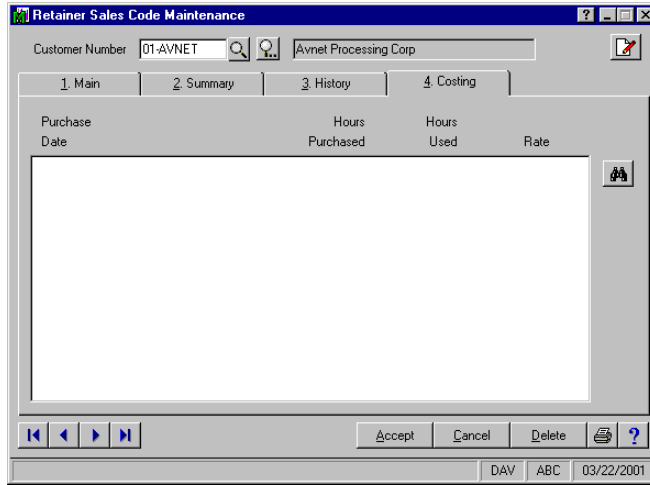 Retainer Sales Code Maintenance
Customer Number 01-AVNET Avnet Processing Corp
1. Main 2. Summary 3. History 4. Costing
Purchase Hours Hours
Date Purchased Used Rate
Accept Cancel Delete
DAV ABC 03/22/2001